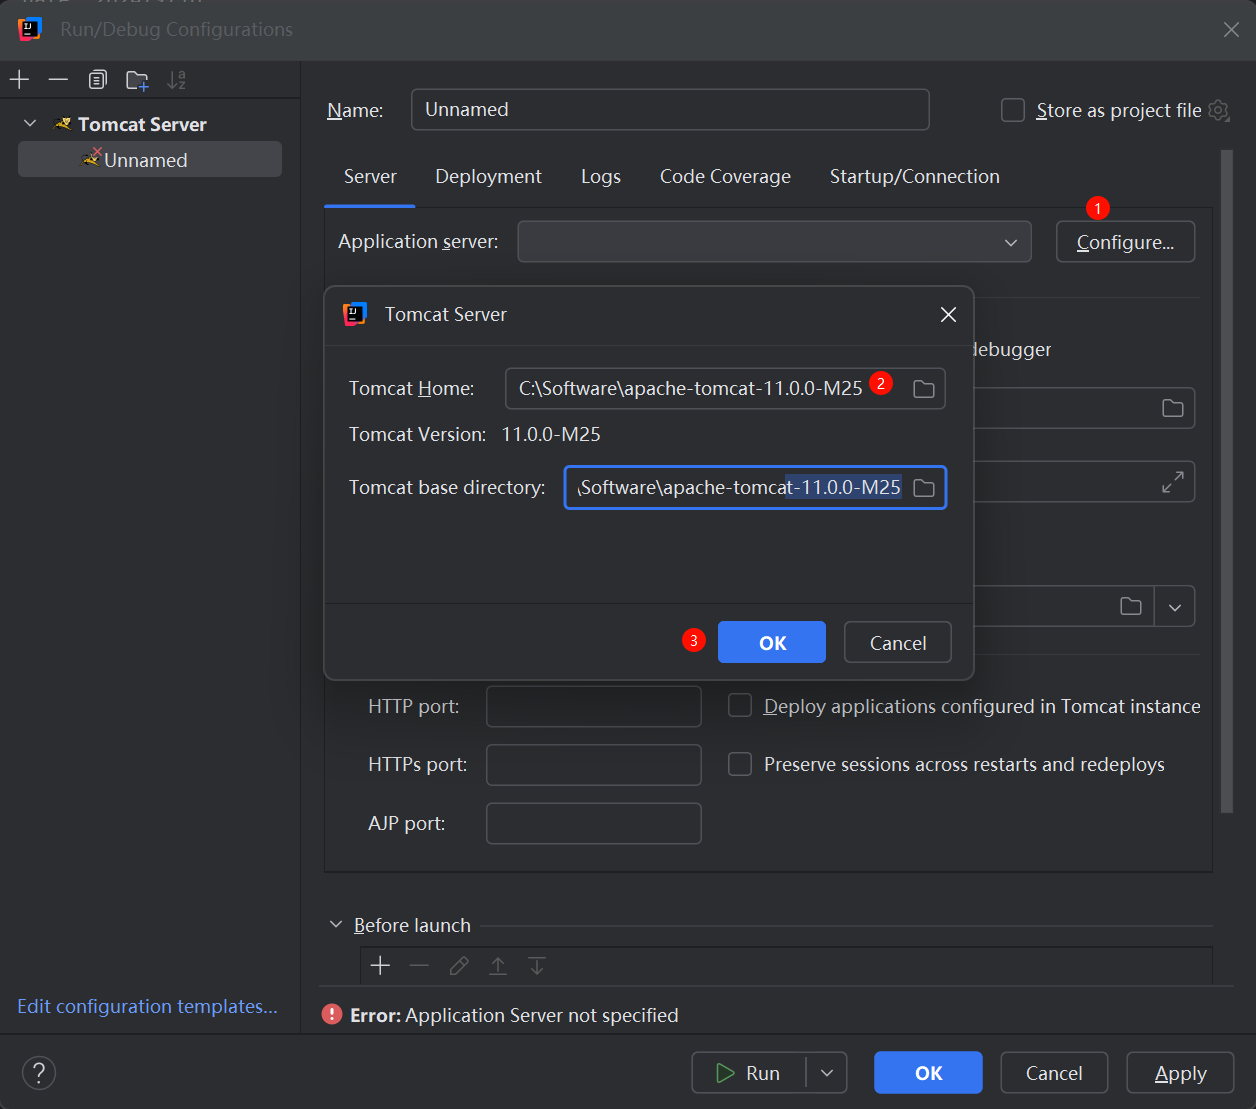 Run/Debug Configurations
Name:
Unnamed
Store as project file
Tomcat Server
Unnamed
Server
Deployment
Logs
Code Coverage
Startup/Connection
1
Application server:
Configure...
Tomcat Server
debugger
Tomcat Home:
C:\Software\apache-tomcat-11.0.0-M25
2
Tomcat Version:
11.0.0-M25
Tomcat base directory:
\Software\apache-tomcat-11.0.0-M25
3
OK
Cancel
HTTP port:
Deploy applications configured in Tomcat instance
HTTPs port:
Preserve sessions across restarts and redeploys
AJP port:
Before launch
Edit configuration templates...
Error: Application Server not specified
?
Run
OK
Cancel
Apply